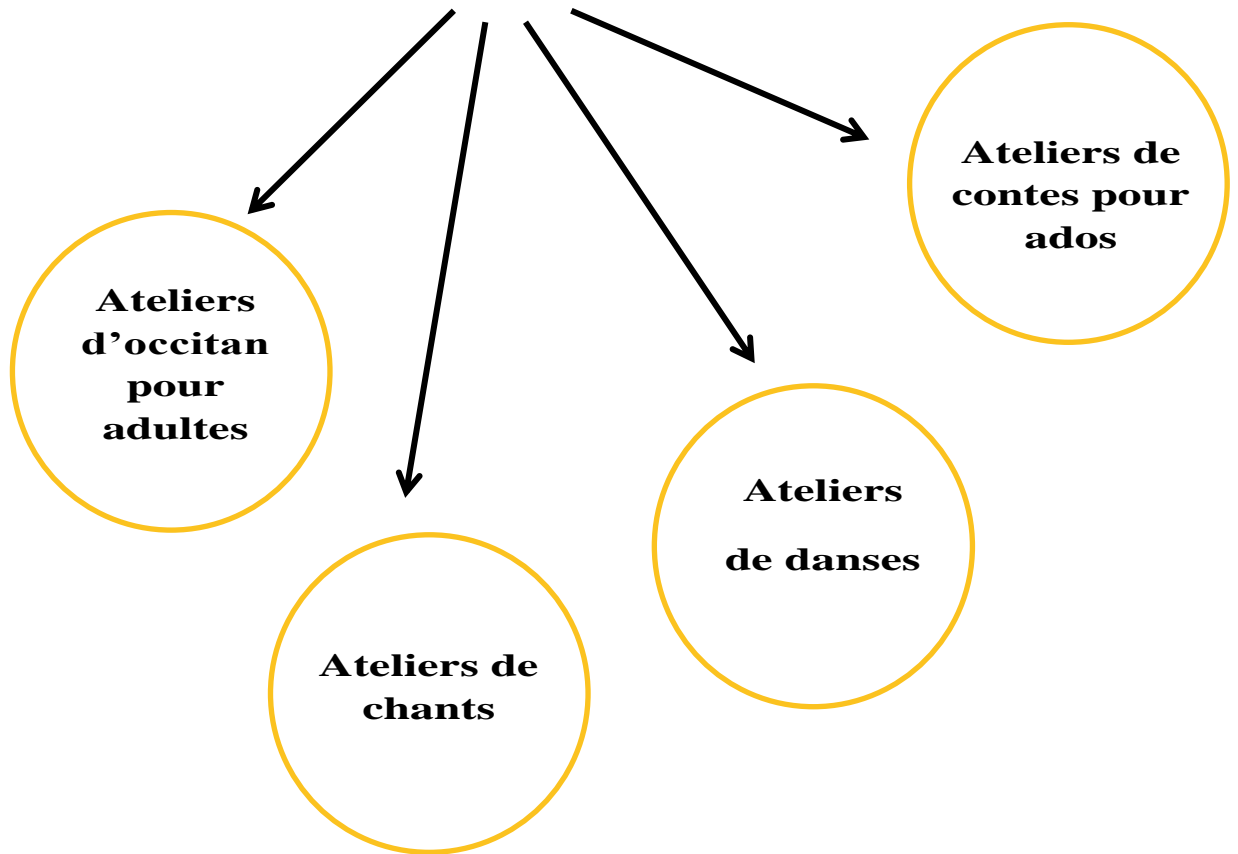 Ateliers
d’occitan
pour
adultes
Ateliers de
chants
Ateliers
de danses
Ateliers de
contes pour
ados